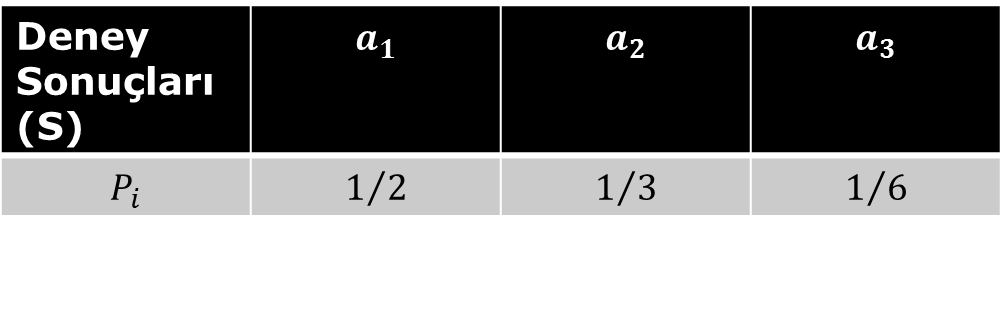 Deney Sonuçları (S) a₁ a₂ a₃
Pᵢ 1/2 1/3 1/6